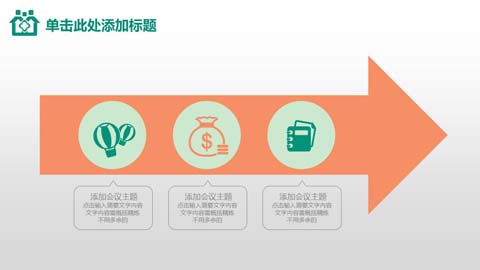 单击此处添加标题
添加会议主题
点击输入需要文字内容
文字内容需概括精炼
不用多余的
添加会议主题
点击输入需要文字内容
文字内容需概括精炼
不用多余的
添加会议主题
点击输入需要文字内容
文字内容需概括精炼
不用多余的